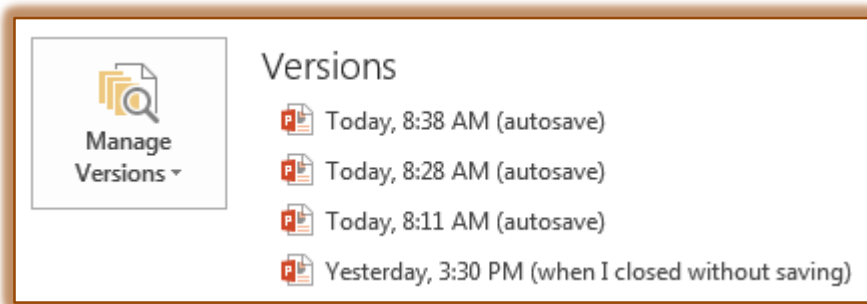 Versions
Manage
Versions
Today, 8:38 AM (autosave)
Today, 8:28 AM (autosave)
Today, 8:11 AM (autosave)
Yesterday, 3:30 PM (when I closed without saving)